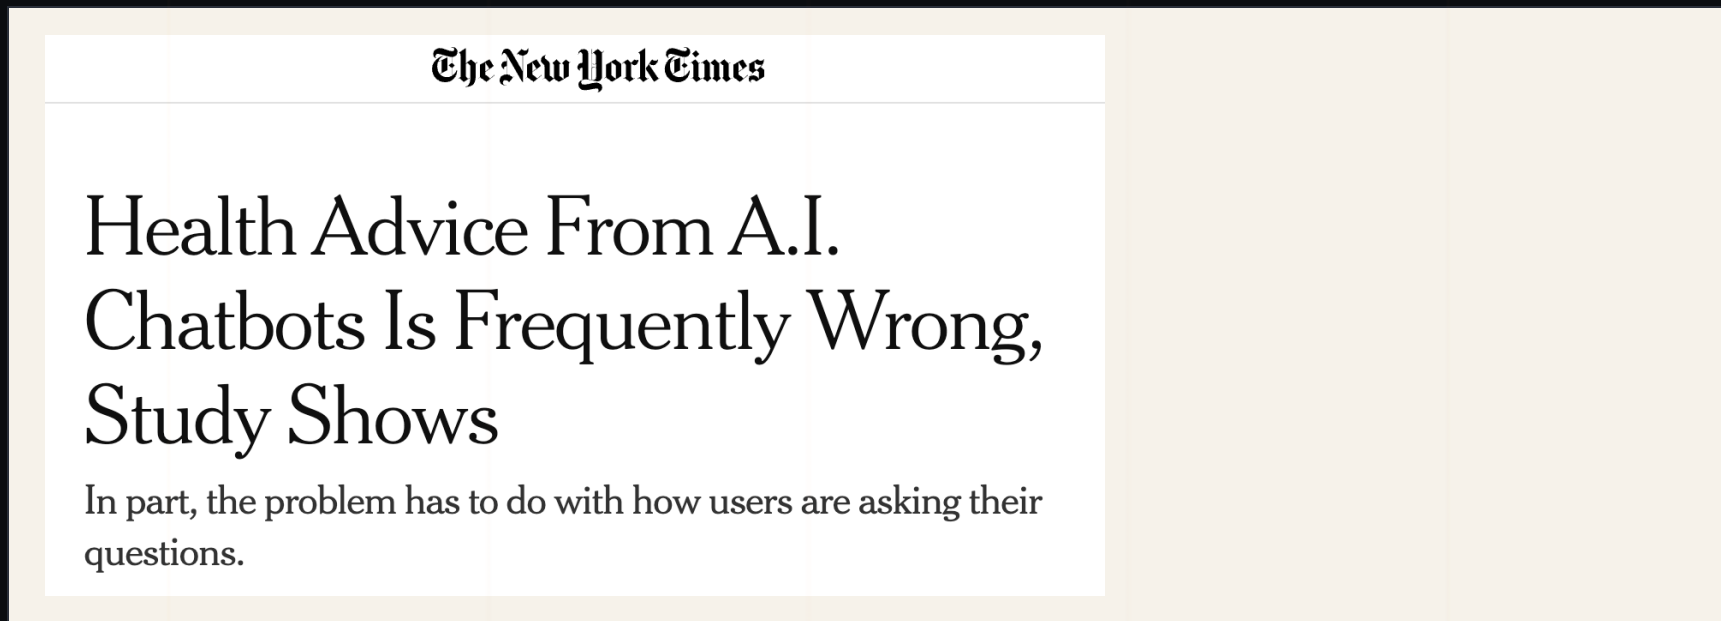 The New York Times
Health Advice From A.I.
Chatbots Is Frequently Wrong,
Study Shows
In part, the problem has to do with how users are asking their
questions.